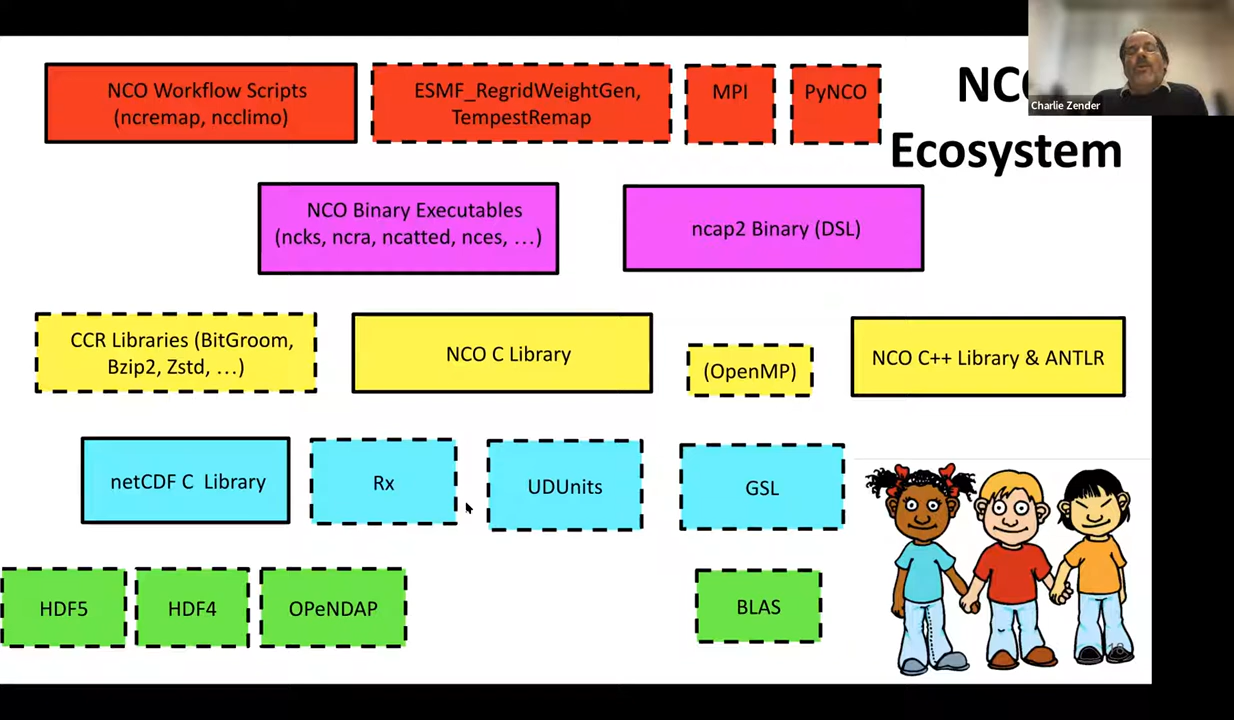 NCO Workflow Scripts
(ncremap, ncclimo)
ESMF_RegridWeightGen,
TempestRemap
MPI
PyNCO
NCO
Ecosystem
Charlie Zender
NCO Binary Executables
(ncks, ncra, ncatted, nces, …)
ncap2 Binary (DSL)
CCR Libraries (BitGroom,
Bzip2, Zstd, …)
NCO C Library
(OpenMP)
NCO C++ Library & ANTLR
netCDF C Library
Rx
UDUnits
GSL
HDF5
HDF4
OPeNDAP
BLAS